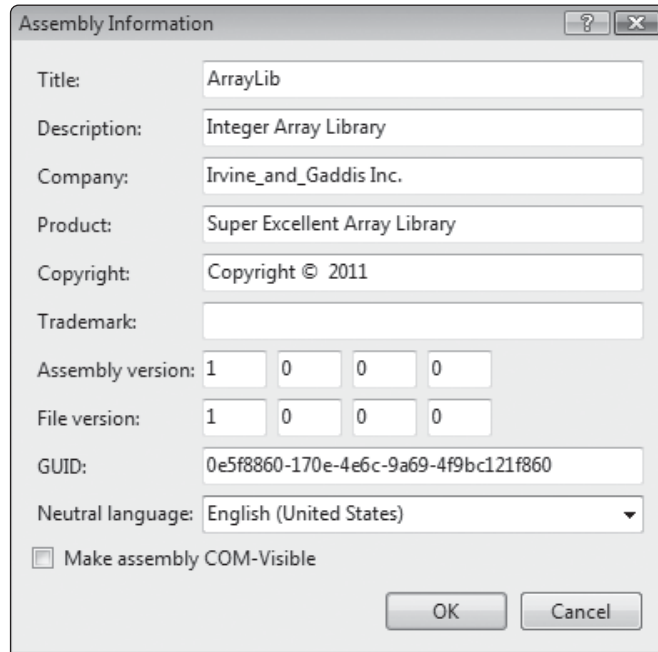 Assembly Information
Title: ArrayLib
Description: Integer Array Library
Company: Irvine_and_Gaddis Inc.
Product: Super Excellent Array Library
Copyright: Copyright © 2011
Trademark:
Assembly version: 1 0 0 0
File version: 1 0 0 0
GUID: 0e5f8860-170e-4e6c-9a69-4f9bc121f860
Neutral language: English (United States)
Make assembly COM-Visible
OK Cancel